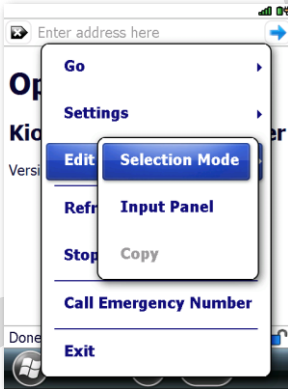 Enter address here
Go
Op
Settings
Kio
er
Edit
Selection Mode
Versi
Refr
Input Panel
Stop
Copy
Call Emergency Number
Done
Exit